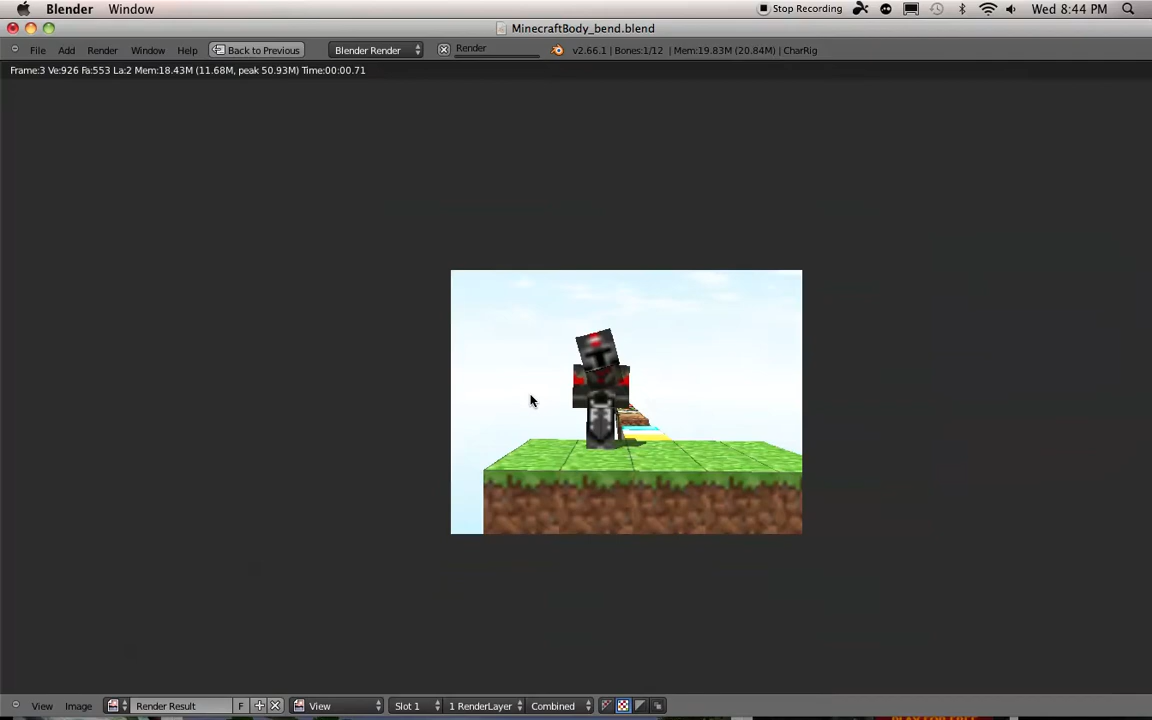 Blender Window Stop Recording Wed 8:44 PM
MinecraftBody_bend.blend
File Add Render Window Help Back to Previous Blender Render Render v2.66.1 | Bones:1/12 | Mem:19.83M (20.84M) | CharRig
Frame:3 Ve:926 Fa:553 La:2 Mem:18.43M (11.68M, peak 50.93M) Time:00:00.71
View Image Render Result F View Slot 1 1 RenderLayer Combined